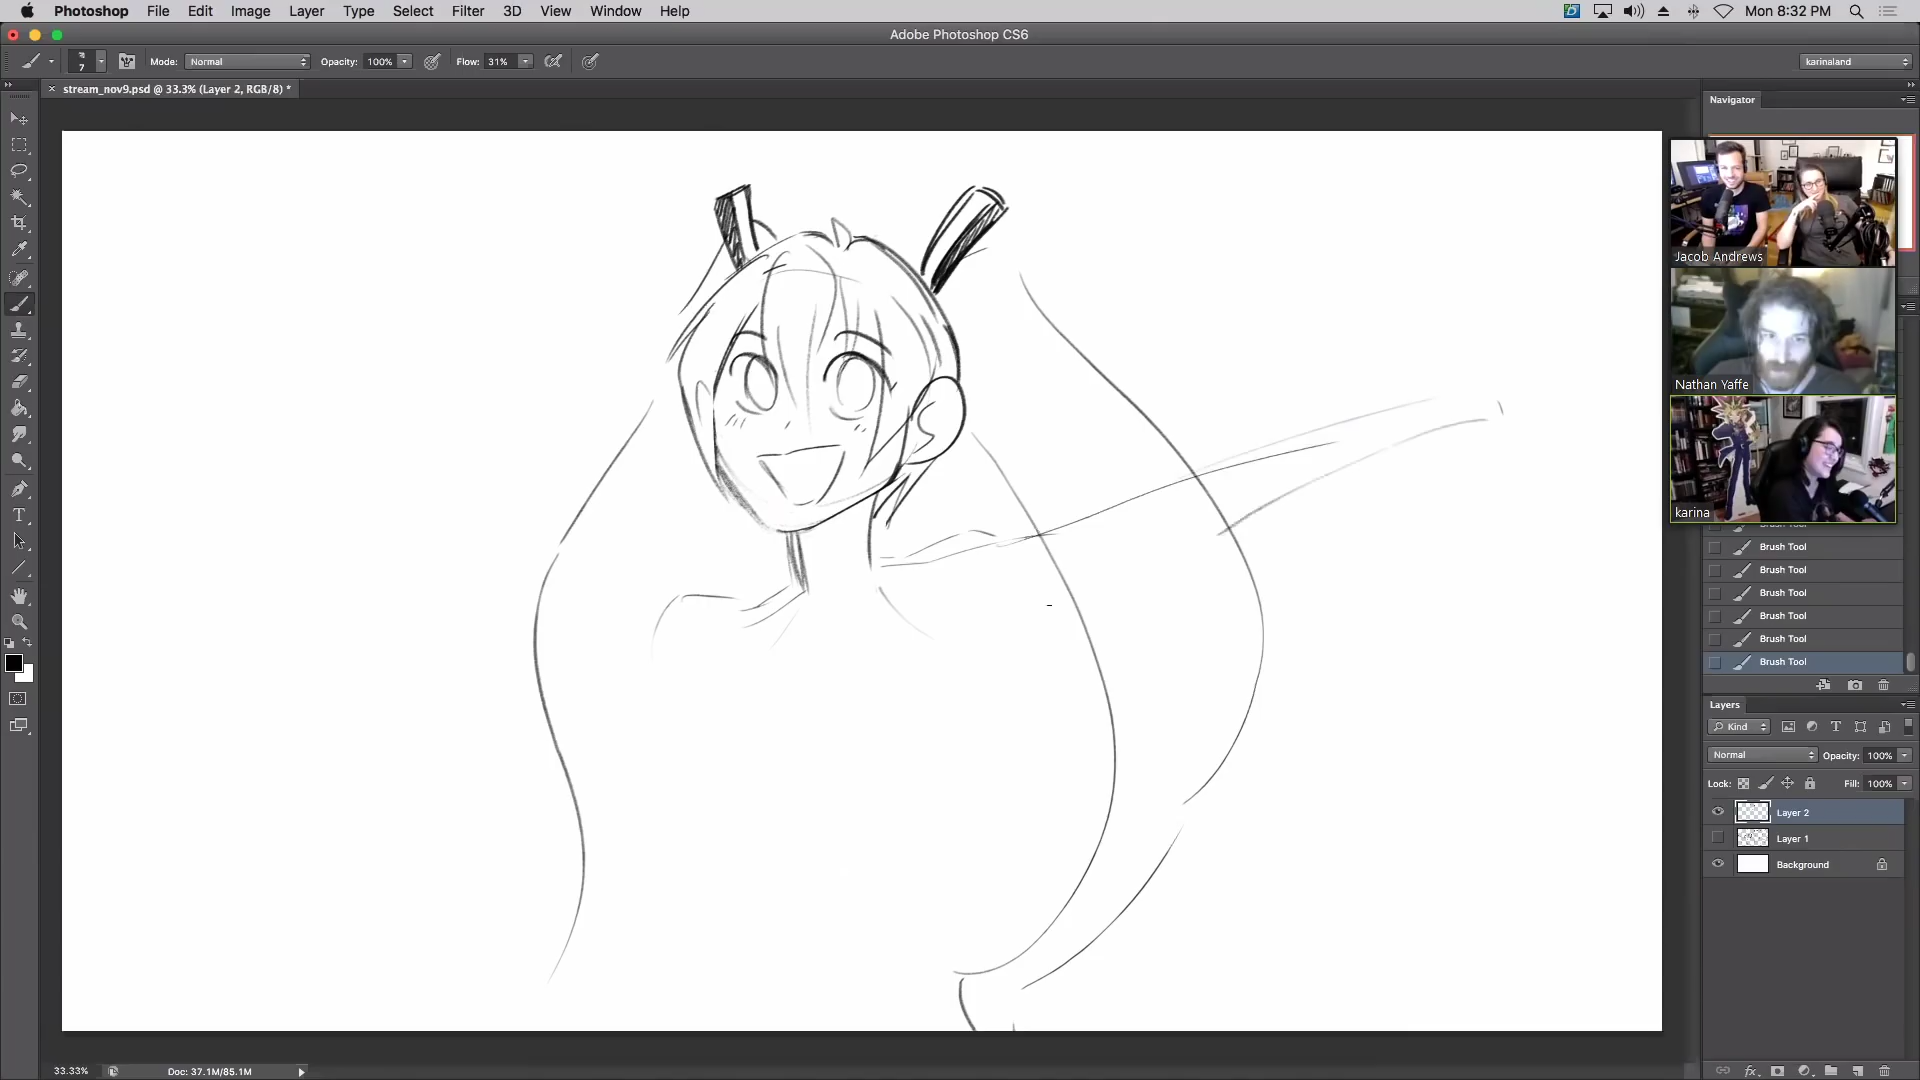 Photoshop File Edit Image Layer Type Select Filter 3D View Window Help Mon 8:32 PM
Adobe Photoshop CS6
7 Mode: Normal Opacity: 100% Flow: 31% karinaland
stream_nov9.psd @ 33.3% (Layer 2, RGB/8) *
Navigator
Jacob Andrews
Nathan Yaffe
karina
Brush Tool
Brush Tool
Brush Tool
Brush Tool
Brush Tool
Brush Tool
Layers
Kind
Normal Opacity: 100%
Lock: Fill: 100%
Layer 2
Layer 1
Background
33.33% Doc: 37.1M/85.1M